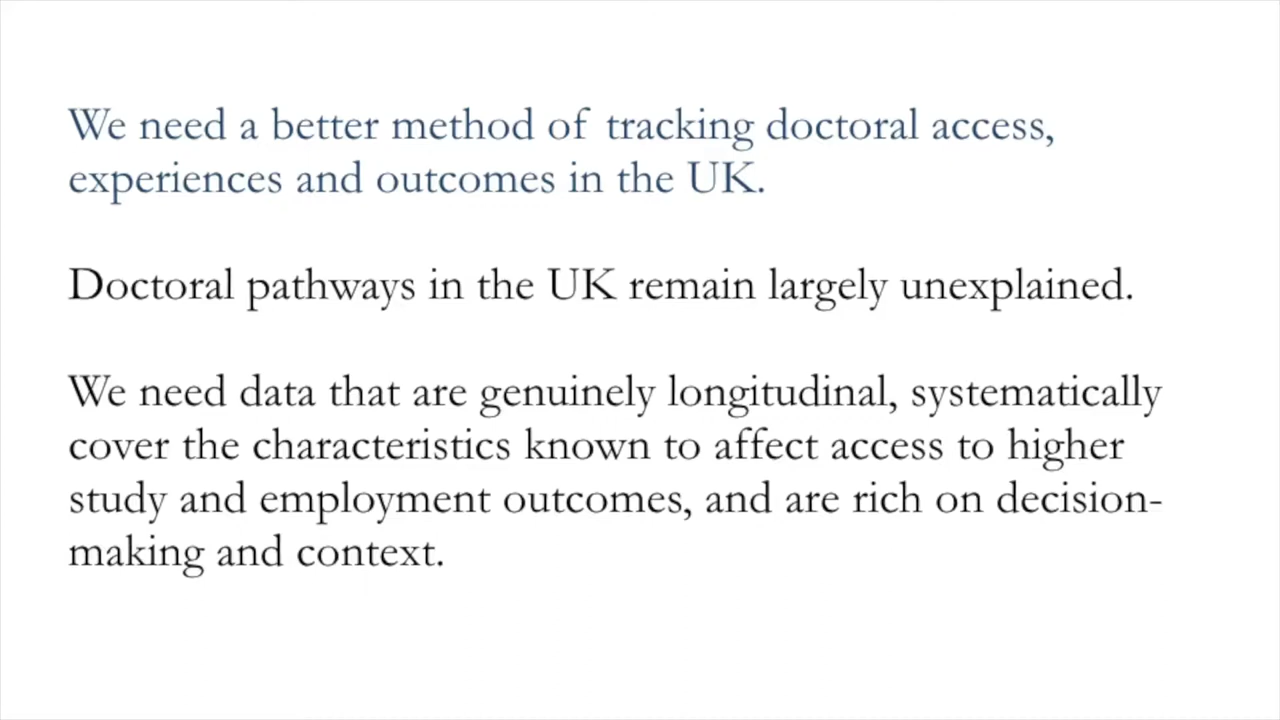 We need a better method of tracking doctoral access,
experiences and outcomes in the UK.
Doctoral pathways in the UK remain largely unexplained.
We need data that are genuinely longitudinal, systematically
cover the characteristics known to affect access to higher
study and employment outcomes, and are rich on decision-
making and context.